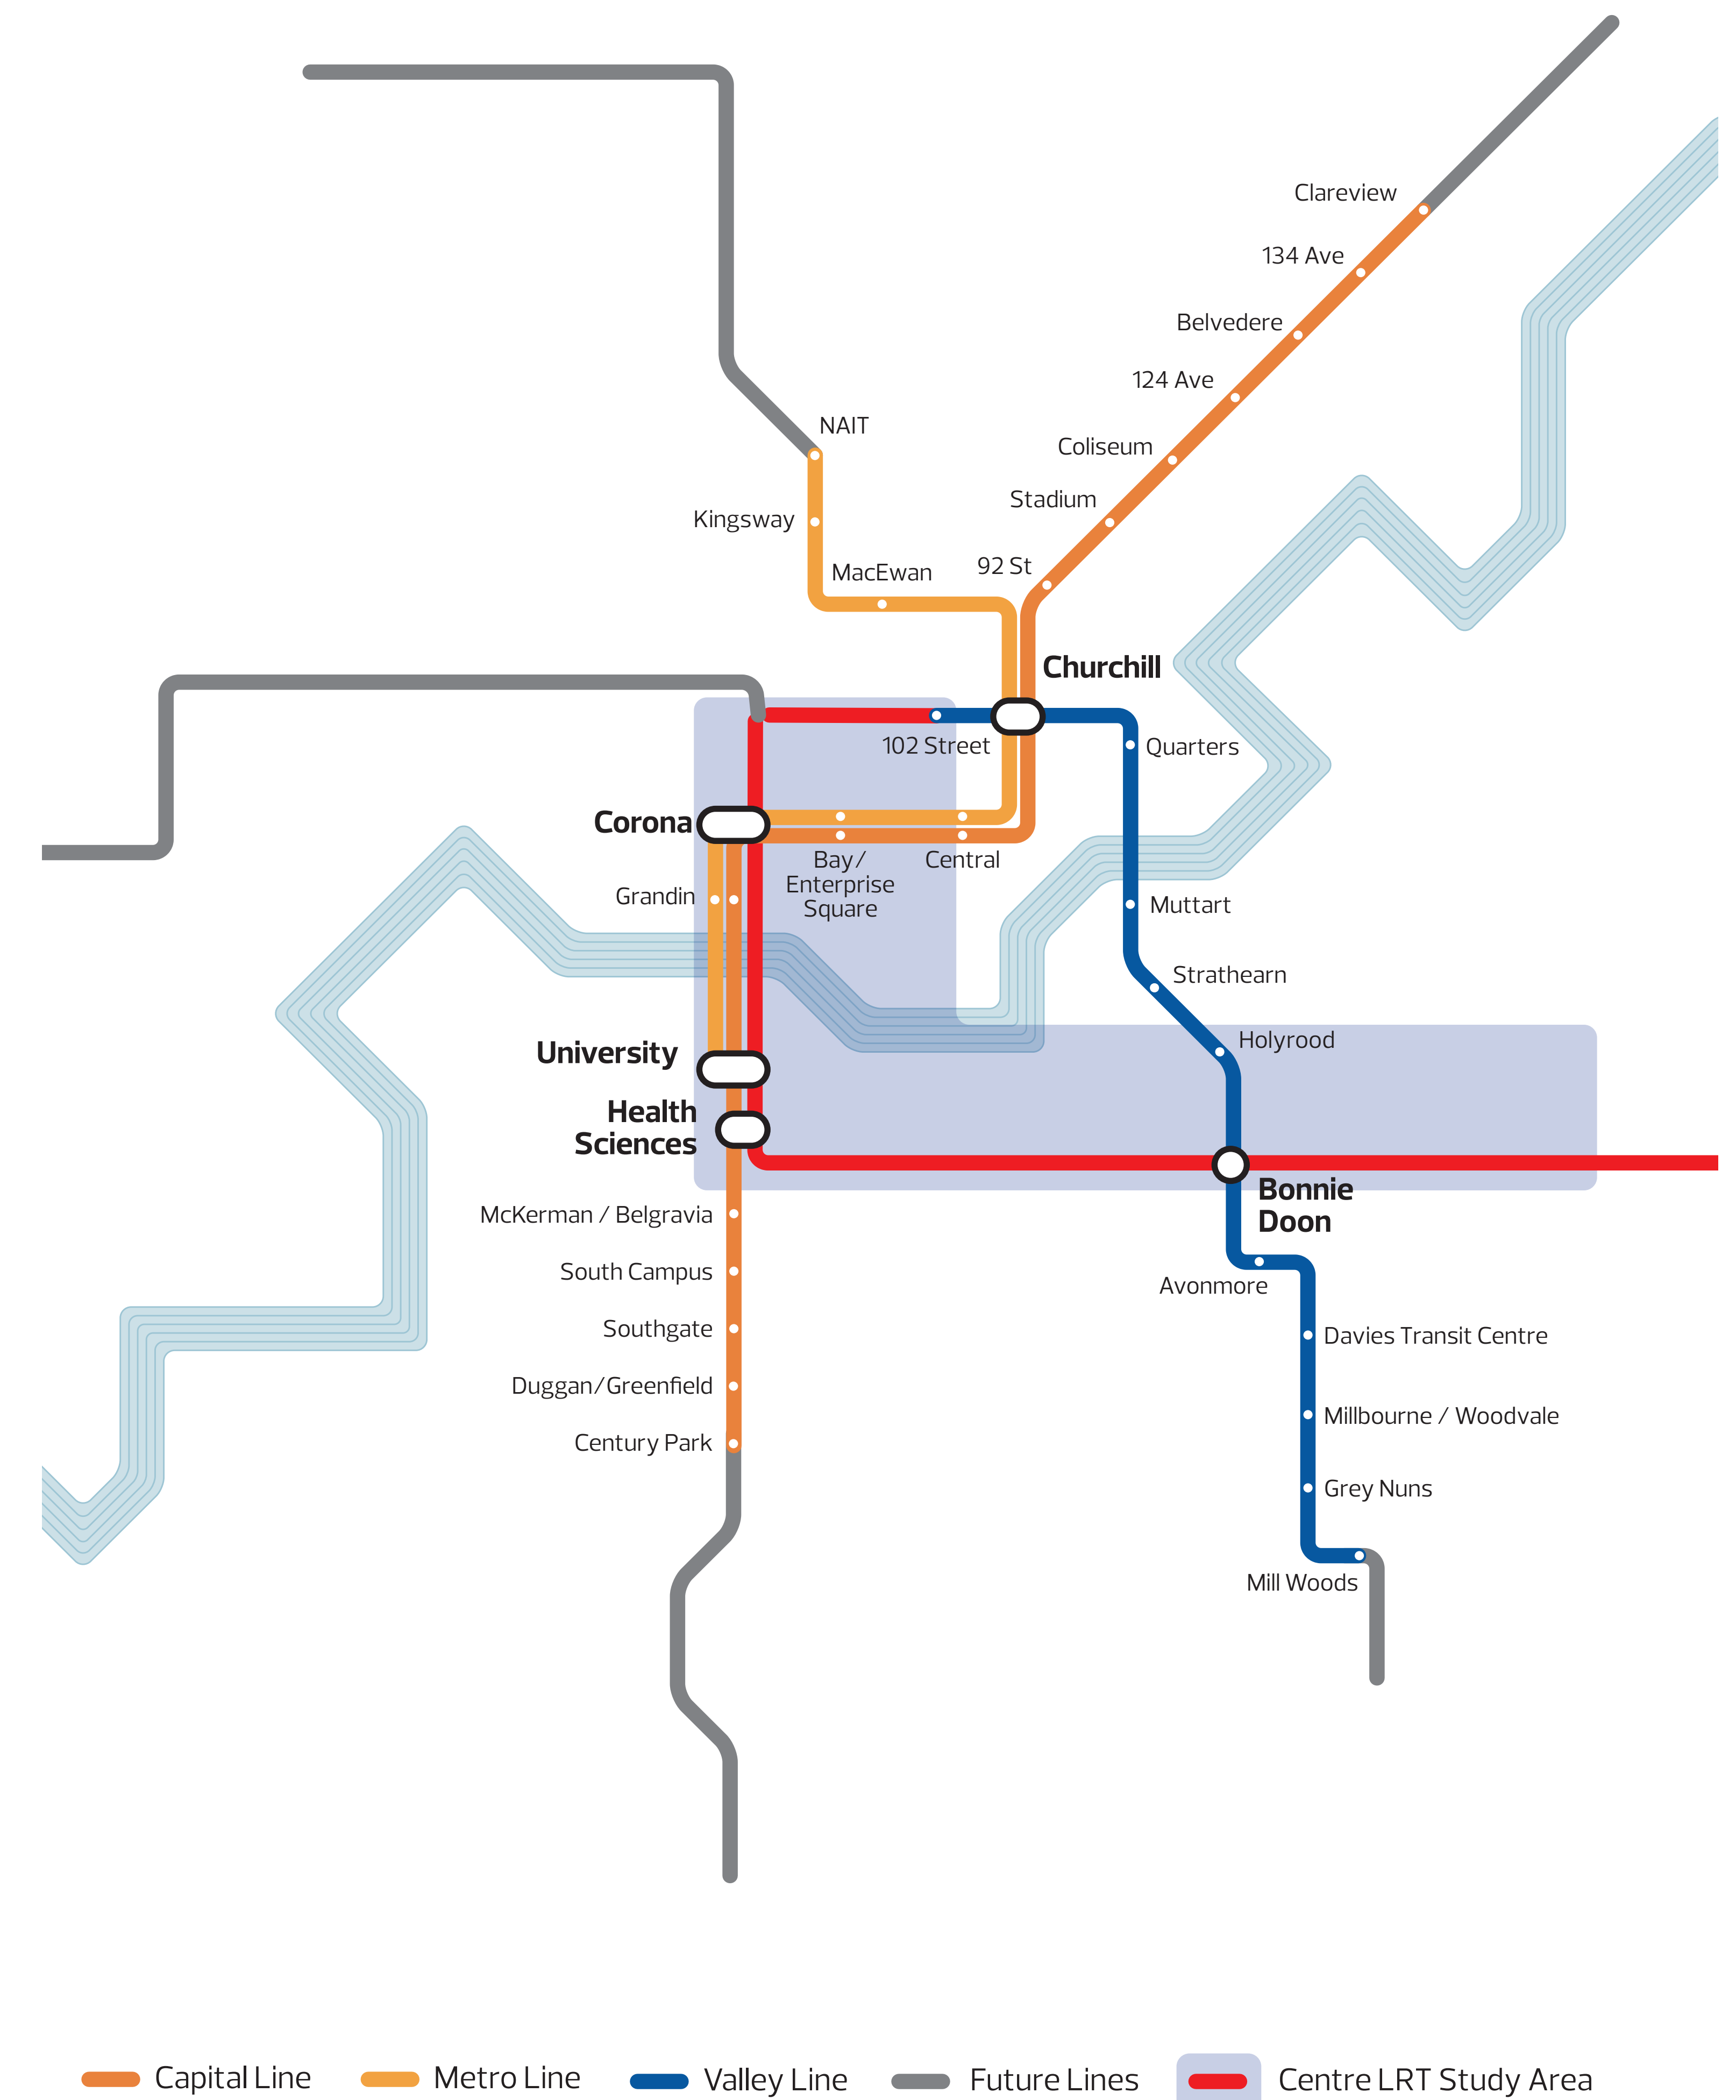 Clareview
134 Ave
Belvedere
124 Ave
NAIT
Coliseum
Stadium
Kingsway
92 St
MacEwan
Churchill
102 Street
Quarters
Corona
Bay/
Enterprise
Square
Central
Grandin
Muttart
Strathearn
Holyrood
University
Health
Sciences
Bonnie
Doon
McKerman / Belgravia
South Campus
Avonmore
Southgate
Davies Transit Centre
Duggan/Greenfield
Millbourne / Woodvale
Century Park
Grey Nuns
Mill Woods
Capital Line
Metro Line
Valley Line
Future Lines
Centre LRT Study Area